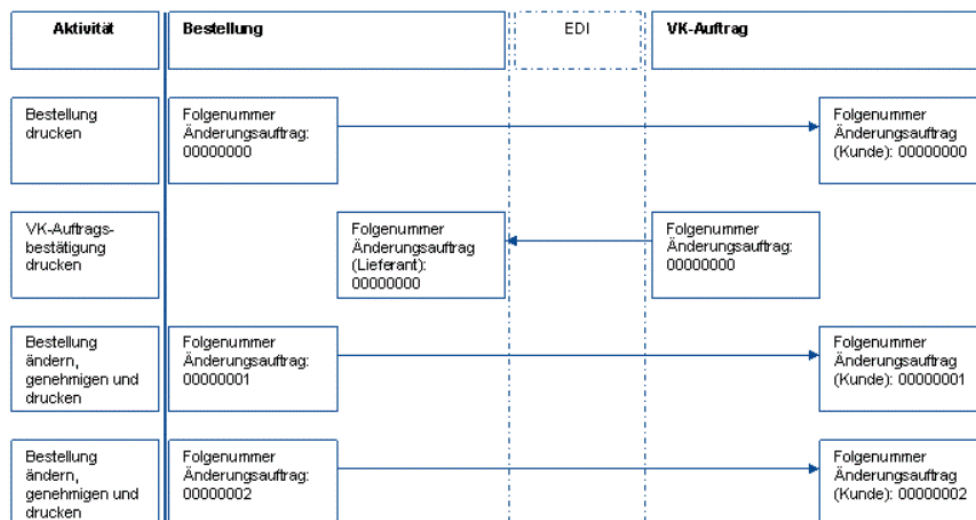 Aktivität
Bestellung
EDI
VK-Auftrag
Bestellung
drucken
Folgenummer
Änderungsauftrag:
00000000
Folgenummer
Änderungsauftrag
(Kunde): 00000000
VK-Auftrags-
bestätigung
drucken
Folgenummer
Änderungsauftrag
(Lieferant):
00000000
Folgenummer
Änderungsauftrag:
00000000
Bestellung
ändern,
genehmigen und
drucken
Folgenummer
Änderungsauftrag:
00000001
Folgenummer
Änderungsauftrag
(Kunde): 00000001
Bestellung
ändern,
genehmigen und
drucken
Folgenummer
Änderungsauftrag:
00000002
Folgenummer
Änderungsauftrag
(Kunde): 00000002